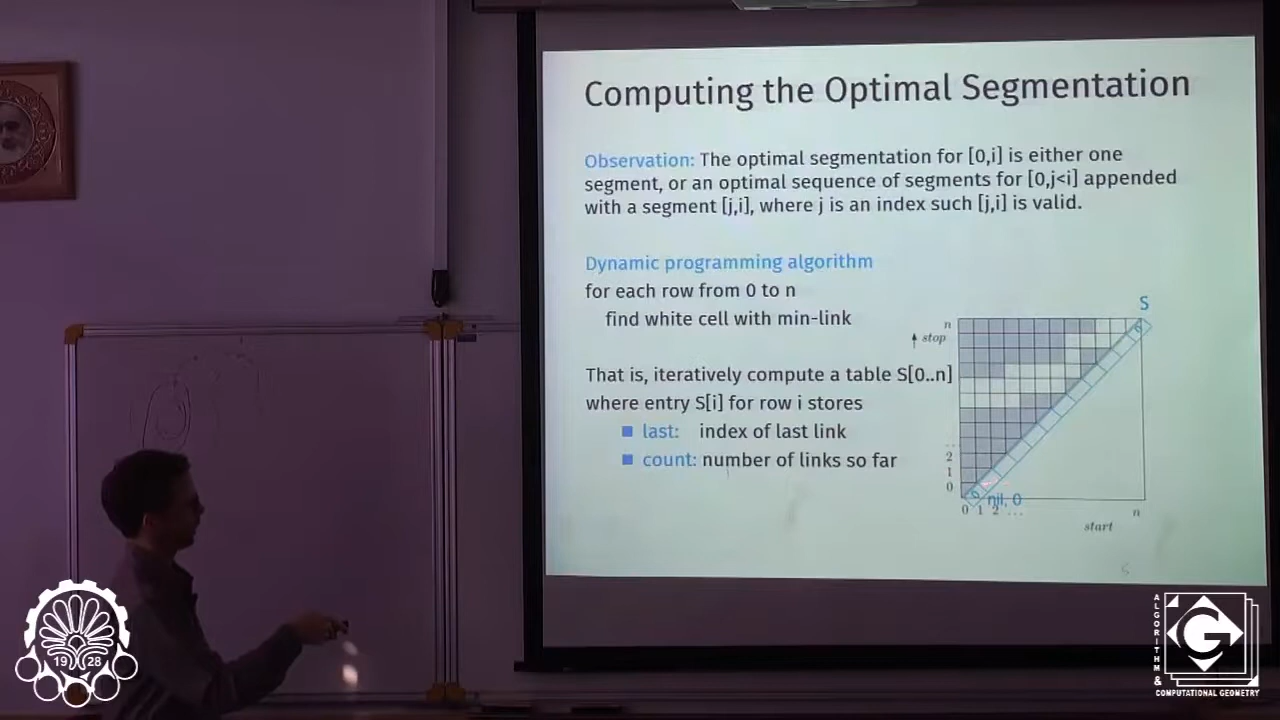 Computing the Optimal Segmentation
Observation: The optimal segmentation for [0,i] is either one
segment, or an optimal sequence of segments for [0,j<i] appended
with a segment [j,i], where j is an index such [j,i] is valid.
Dynamic programming algorithm
for each row from 0 to n
find white cell with min-link
That is, iteratively compute a table S[0..n]
where entry S[i] for row i stores
■ last: index of last link
■ count: number of links so far
S
n
stop
2
1
0
nil, 0
0 1 2 ... n
start
19 28
ALGORITHM &
G
COMPUTATIONAL GEOMETRY